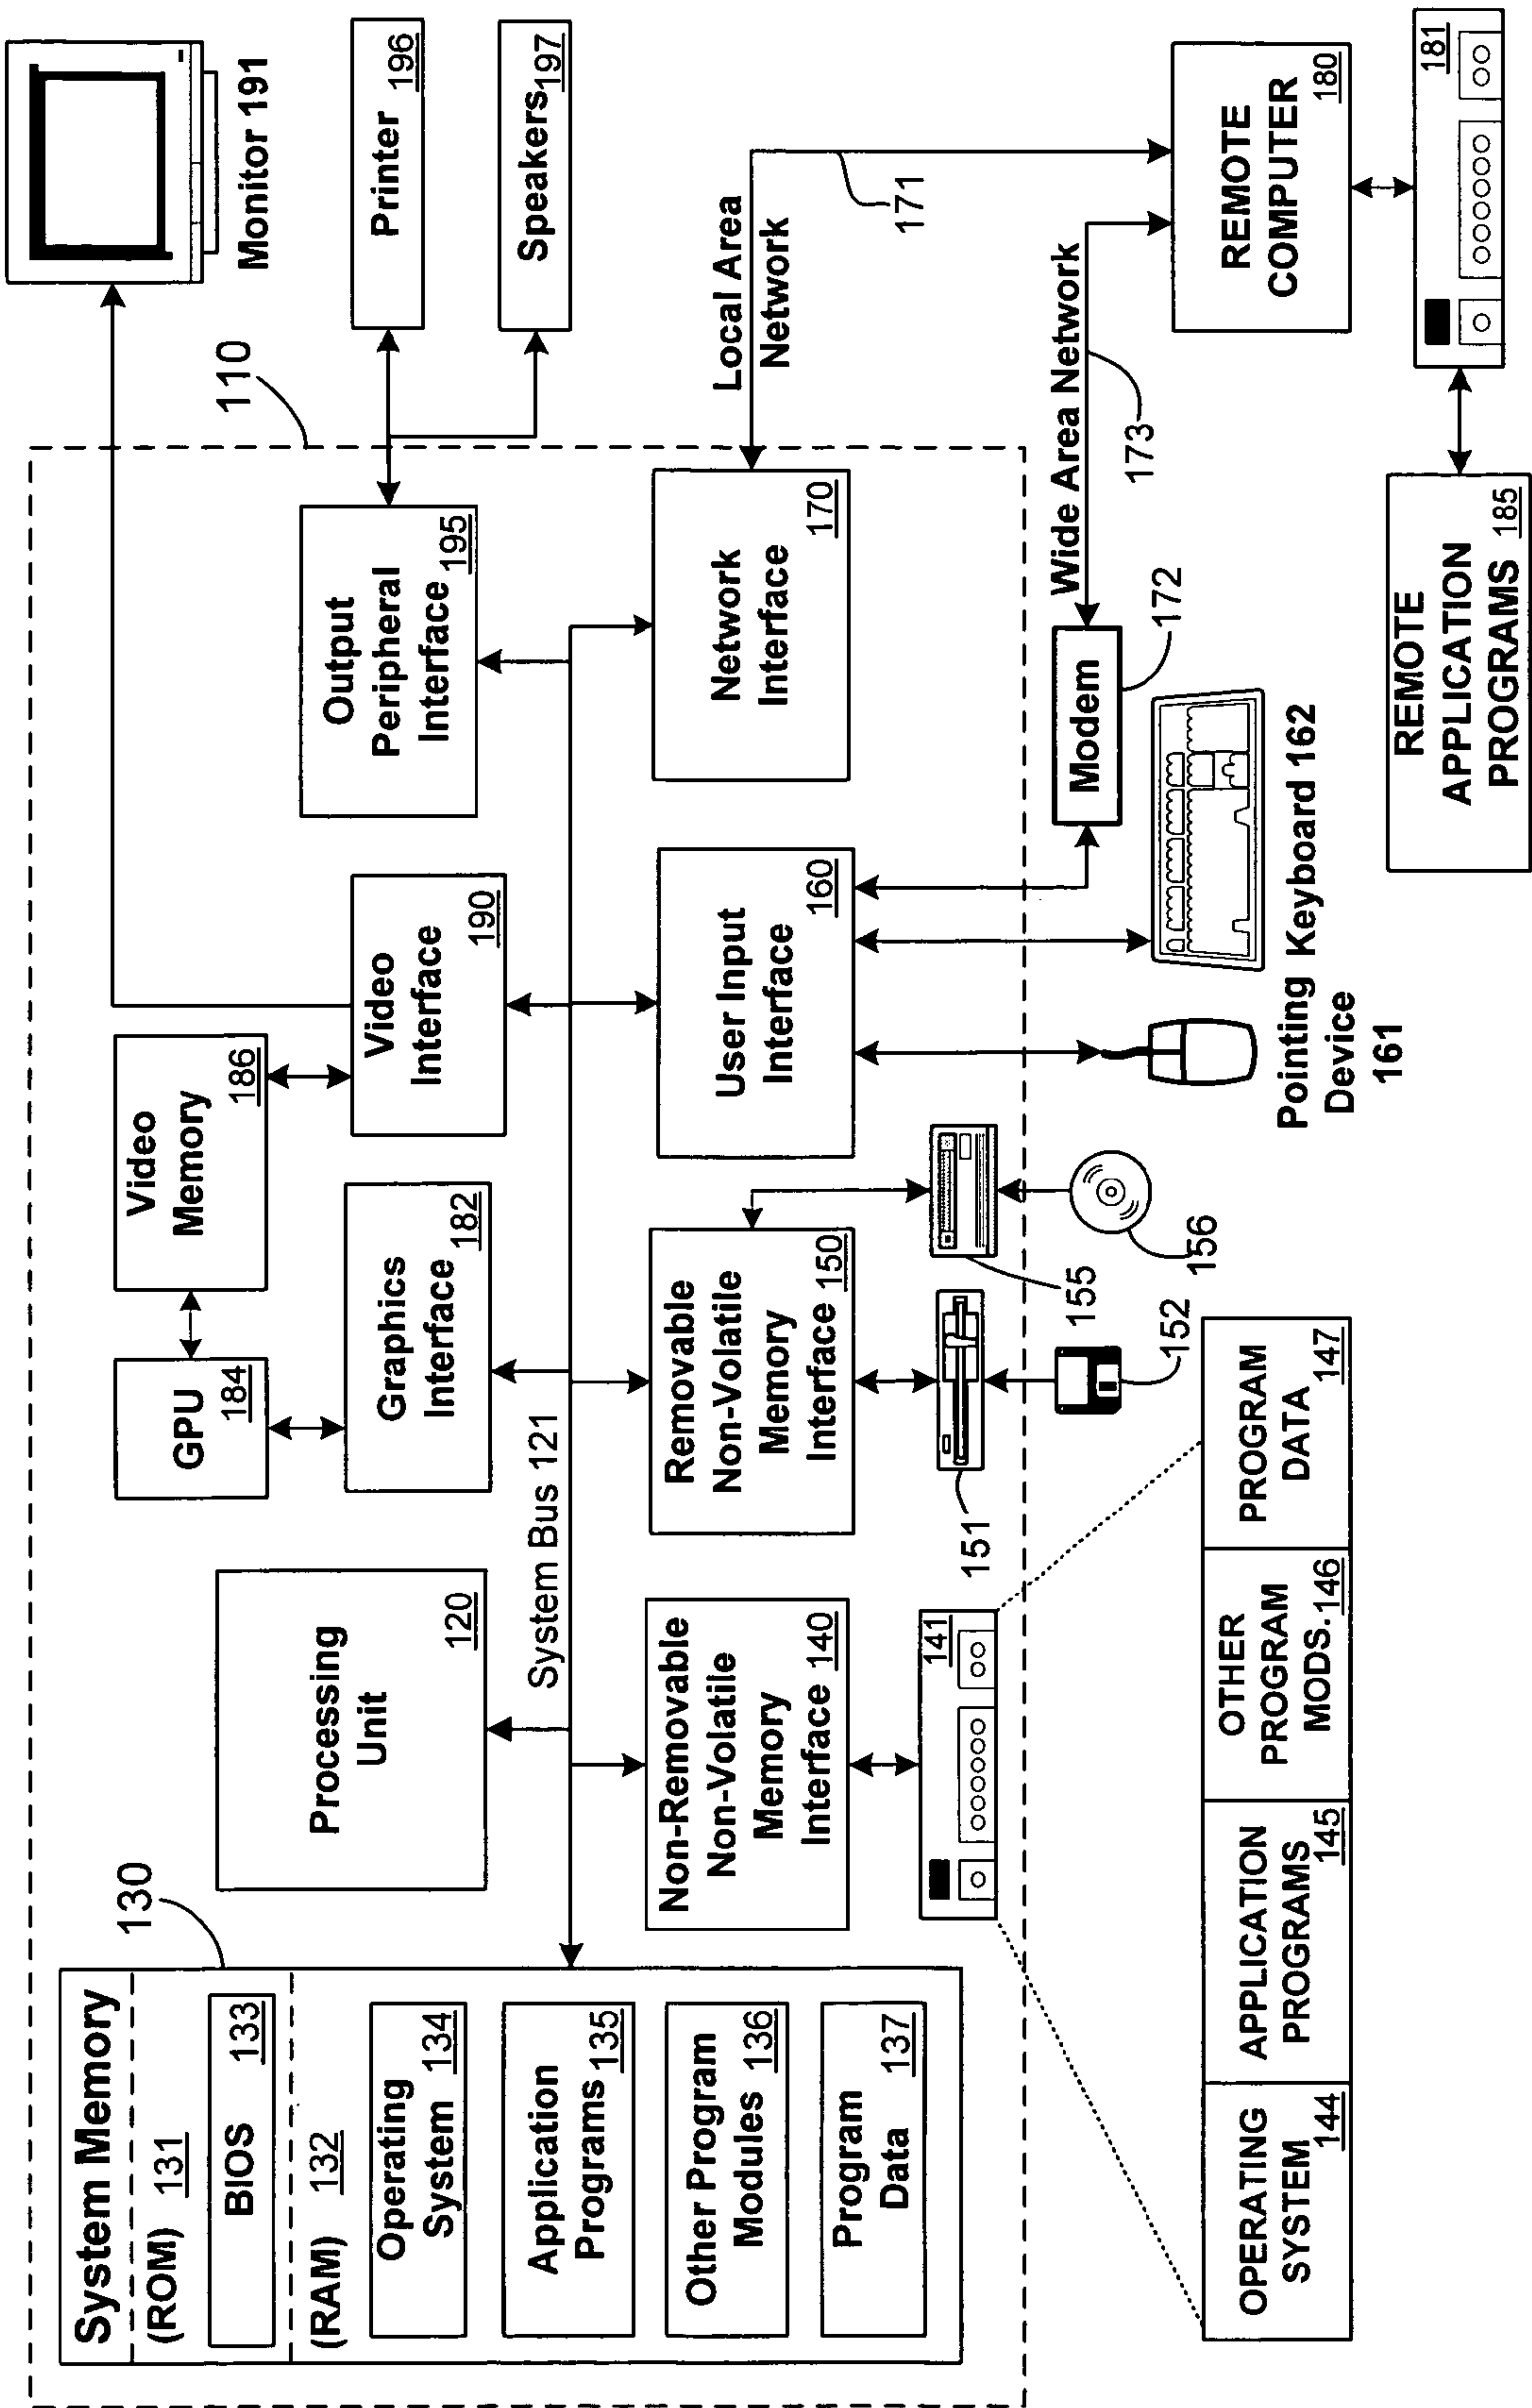 System Memory
(ROM) 131
BIOS 133
(RAM) 132
Operating
System 134
Application
Programs 135
Other Program
Modules 136
Program
Data 137
130
Processing
Unit
120
GPU
184
Video
Memory
186
Graphics
Interface
182
Video
Interface
190
Output
Peripheral
Interface 195
110
Monitor 191
Printer
196
Speakers 197
System Bus 121
Non-Removable
Non-Volatile
Memory
Interface 140
Removable
Non-Volatile
Memory
Interface 150
User Input
Interface
160
Network
Interface
170
Local Area
Network
171
141
151
152
155
156
Pointing
Device
161
Keyboard 162
Modem
172
Wide Area Network
173
REMOTE
COMPUTER
180
181
OPERATING
SYSTEM
144
APPLICATION
PROGRAMS
145
OTHER
PROGRAM
MODS. 146
PROGRAM
DATA
147
REMOTE
APPLICATION
PROGRAMS 185